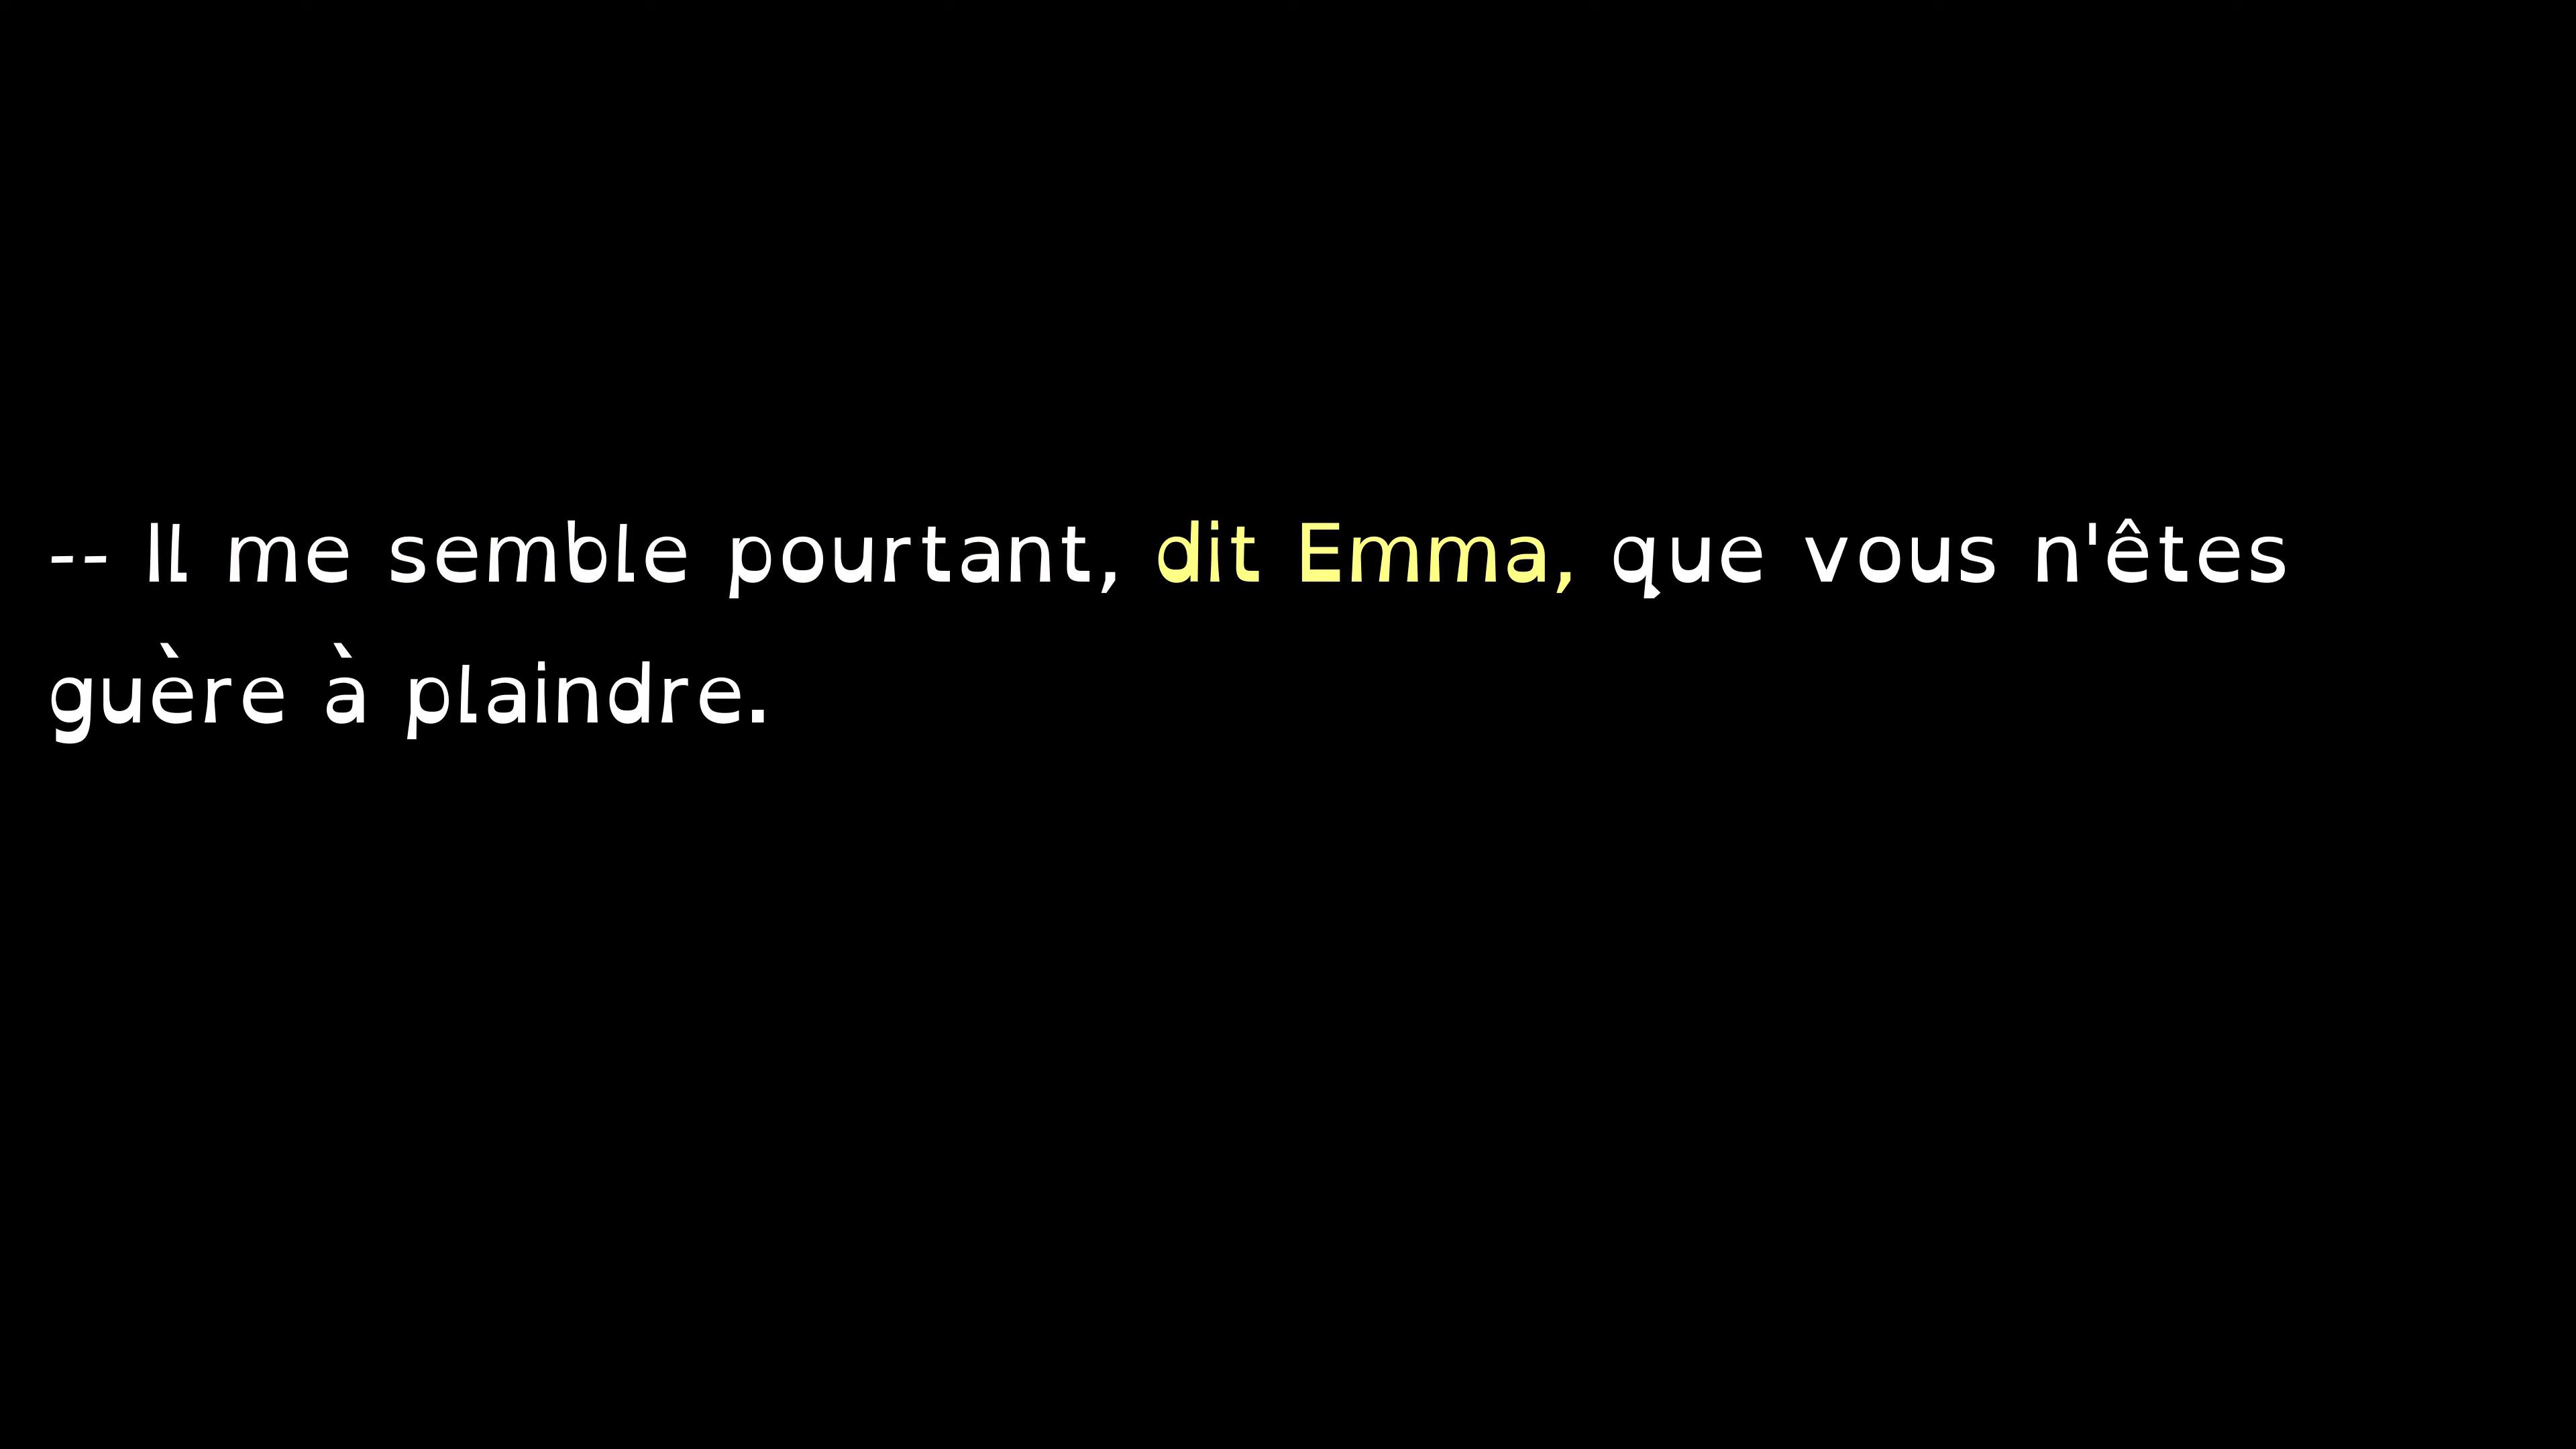 -- Il me semble pourtant, dit Emma, que vous n'êtes
guère à plaindre.